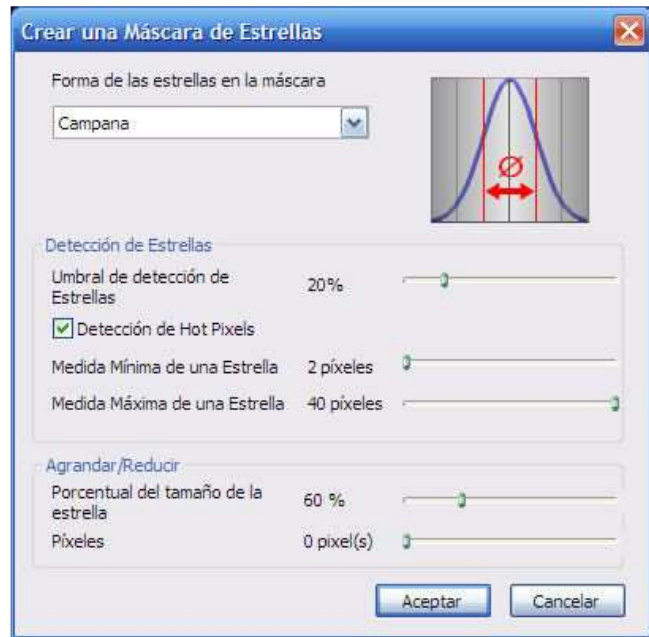 Crear una Máscara de Estrellas
Forma de las estrellas en la máscara
Campana
Ø
Detección de Estrellas
Umbral de detección de
Estrellas
20%
Detección de Hot Pixels
Medida Mínima de una Estrella 2 píxeles
Medida Máxima de una Estrella 40 píxeles
Agrandar/Reducir
Porcentual del tamaño de la
estrella
60 %
Píxeles 0 pixel(s)
Aceptar Cancelar